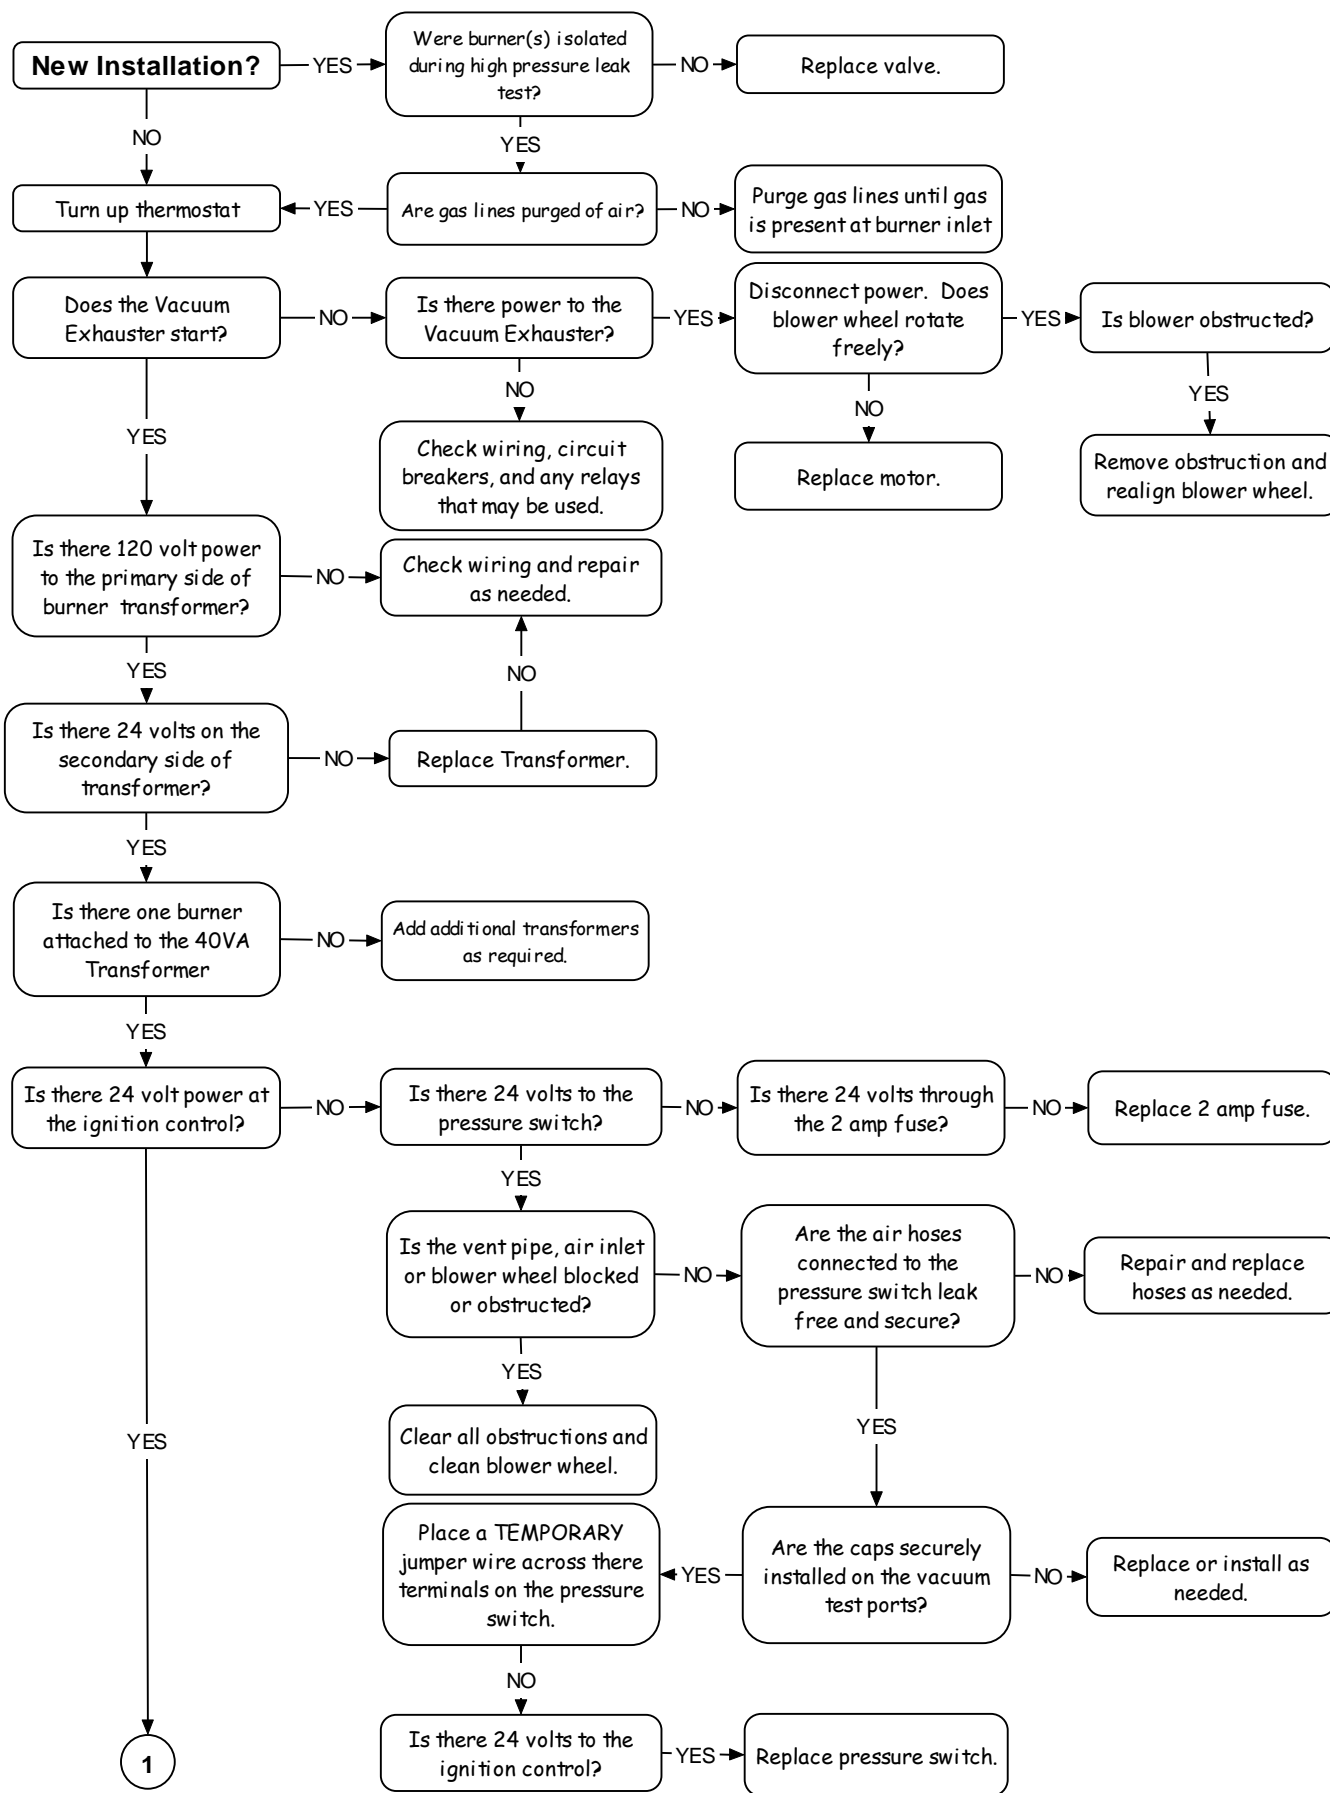 New Installation?
YES
Were burner(s) isolated
during high pressure leak
test?
NO
Replace valve.
NO
YES
Turn up thermostat
YES
Are gas lines purged of air?
NO
Purge gas lines until gas
is present at burner inlet
Does the Vacuum
Exhauster start?
NO
Is there power to the
Vacuum Exhauster?
YES
Disconnect power. Does
blower wheel rotate
freely?
YES
Is blower obstructed?
NO
NO
YES
YES
Check wiring, circuit
breakers, and any relays
that may be used.
Replace motor.
Remove obstruction and
realign blower wheel.
Is there 120 volt power
to the primary side of
burner transformer?
NO
Check wiring and repair
as needed.
YES
NO
Is there 24 volts on the
secondary side of
transformer?
NO
Replace Transformer.
YES
Is there one burner
attached to the 40VA
Transformer
NO
Add additional transformers
as required.
YES
Is there 24 volt power at
the ignition control?
NO
Is there 24 volts to the
pressure switch?
NO
Is there 24 volts through
the 2 amp fuse?
NO
Replace 2 amp fuse.
YES
Is the vent pipe, air inlet
or blower wheel blocked
or obstructed?
NO
Are the air hoses
connected to the
pressure switch leak
free and secure?
NO
Repair and replace
hoses as needed.
YES
YES
YES
Clear all obstructions and
clean blower wheel.
Place a TEMPORARY
jumper wire across there
terminals on the pressure
switch.
YES
Are the caps securely
installed on the vacuum
test ports?
NO
Replace or install as
needed.
NO
1
Is there 24 volts to the
ignition control?
YES
Replace pressure switch.